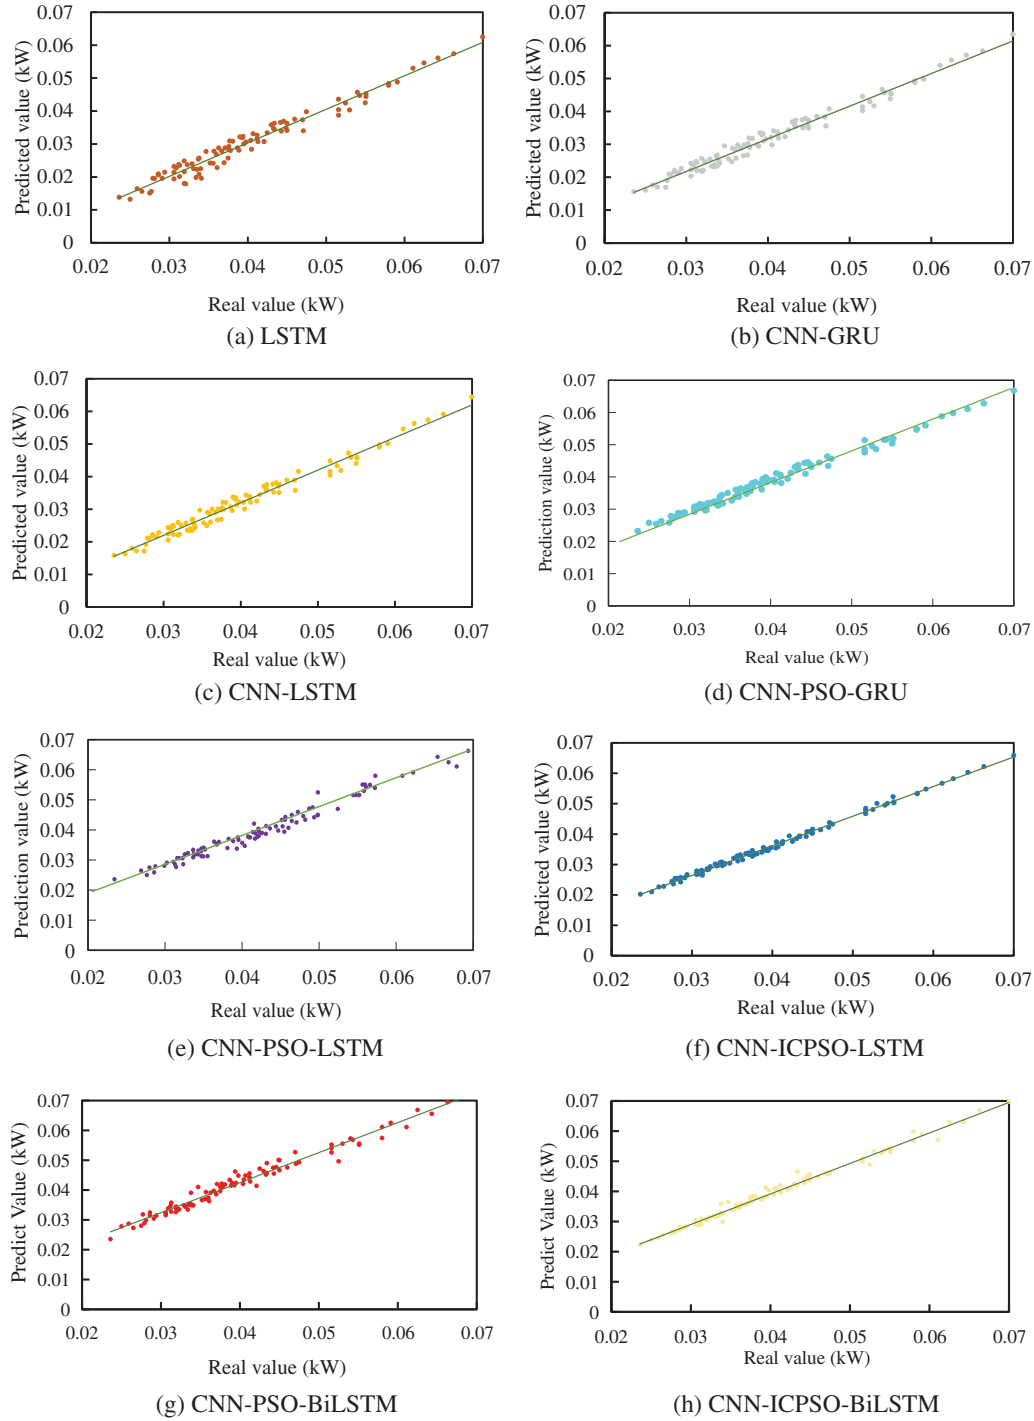 0.07
0.06
0.05
0.04
0.03
0.02
0.01
0
Predicted value (kW)
0.02 0.03 0.04 0.05 0.06 0.07
Real value (kW)
(a) LSTM
0.07
0.06
0.05
0.04
0.03
0.02
0.01
0
Predicted value (kW)
0.02 0.03 0.04 0.05 0.06 0.07
Real value (kW)
(b) CNN-GRU
0.07
0.06
0.05
0.04
0.03
0.02
0.01
0
Predicted value (kW)
0.02 0.03 0.04 0.05 0.06 0.07
Real value (kW)
(c) CNN-LSTM
0.07
0.06
0.05
0.04
0.03
0.02
0.01
0
Prediction value (kW)
0.02 0.03 0.04 0.05 0.06 0.07
Real value (kW)
(d) CNN-PSO-GRU
0.07
0.06
0.05
0.04
0.03
0.02
0.01
0
Prediction value (kW)
0.02 0.03 0.04 0.05 0.06 0.07
Real value (kW)
(e) CNN-PSO-LSTM
0.07
0.06
0.05
0.04
0.03
0.02
0.01
0
Predicted value (kW)
0.02 0.03 0.04 0.05 0.06 0.07
Real value (kW)
(f) CNN-ICPSO-LSTM
0.07
0.06
0.05
0.04
0.03
0.02
0.01
0
Predict Value (kW)
0.02 0.03 0.04 0.05 0.06 0.07
Real value (kW)
(g) CNN-PSO-BiLSTM
0.07
0.06
0.05
0.04
0.03
0.02
0.01
0
Predict Value (kW)
0.02 0.03 0.04 0.05 0.06 0.07
Real value (kW)
(h) CNN-ICPSO-BiLSTM